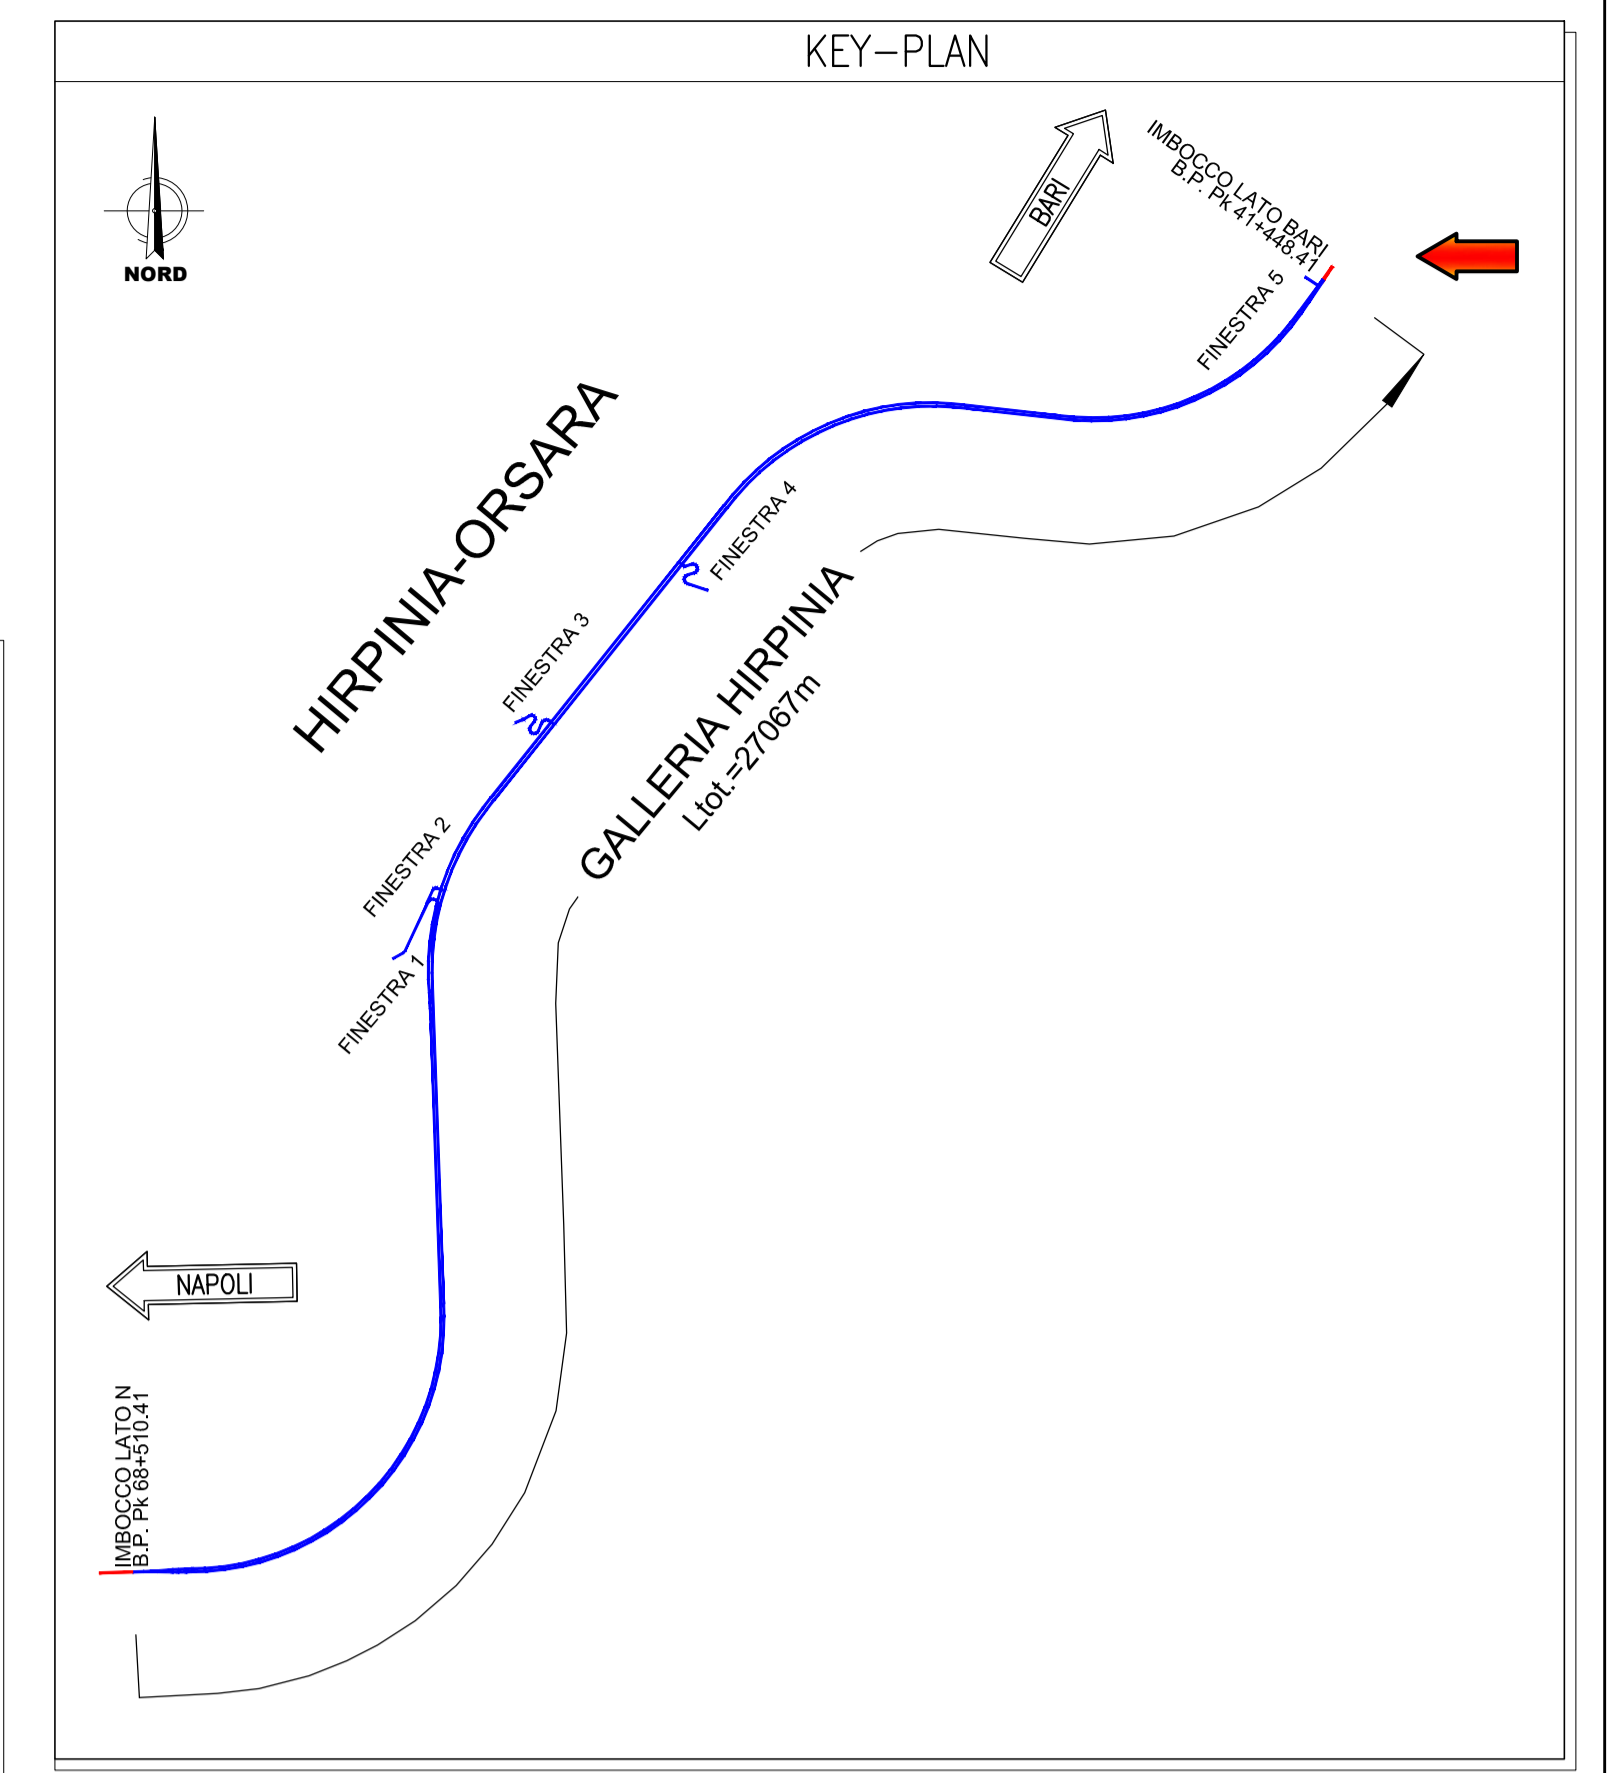 KEY-PLAN
NORD
BARI
IMBOCCO LATO BARI
B.P. Pk 41+448.41
FINESTRA 5
HIRPINIA-ORSARA
FINESTRA 4
GALLERIA HIRPINIA
Ltot.=27067m
FINESTRA 3
FINESTRA 2
FINESTRA 1
NAPOLI
IMBOCCO LATO N
B.P. Pk 68+510.41